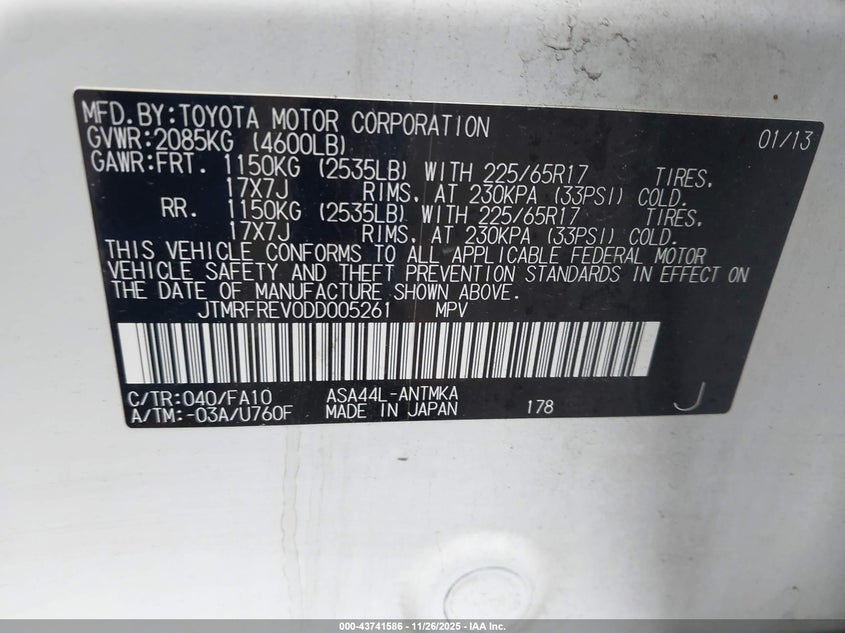 MFD.BY:TOYOTA MOTOR CORPORATION 01/13
GVWR:2085KG (4600LB)
GAWR:FRT. 1150KG (2535LB) WITH 225/65R17 TIRES,
17X7J RIMS, AT 230KPA (33PSI) COLD.
RR. 1150KG (2535LB) WITH 225/65R17 TIRES,
17X7J RIMS, AT 230KPA (33PSI) COLD.
THIS VEHICLE CONFORMS TO ALL APPLICABLE FEDERAL MOTOR
VEHICLE SAFETY AND THEFT PREVENTION STANDARDS IN EFFECT ON
THE DATE OF MANUFACTURE SHOWN ABOVE.
JTMRFREV0DD005261 MPV
C/TR:040/FA10 ASA44L-ANTMKA
A/TM:-03A/U760F MADE IN JAPAN 178 J
000-43741586 - 11/26/2025 - IAA Inc.